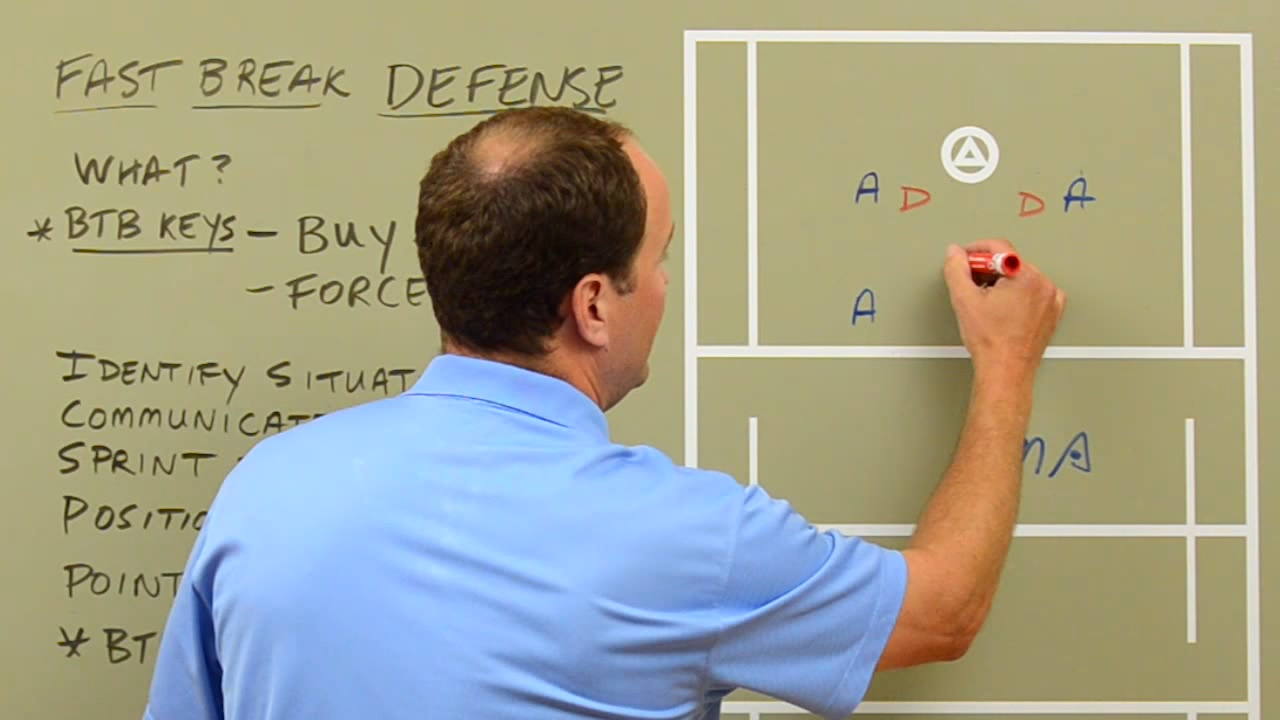 FAST BREAK DEFENSE
WHAT?
* BTB KEYS - BUY
- FORCE
IDENTIFY SITUAT
COMMUNICAT
SPRINT
POSITIO
POINT
* BT
A D D A
A
A